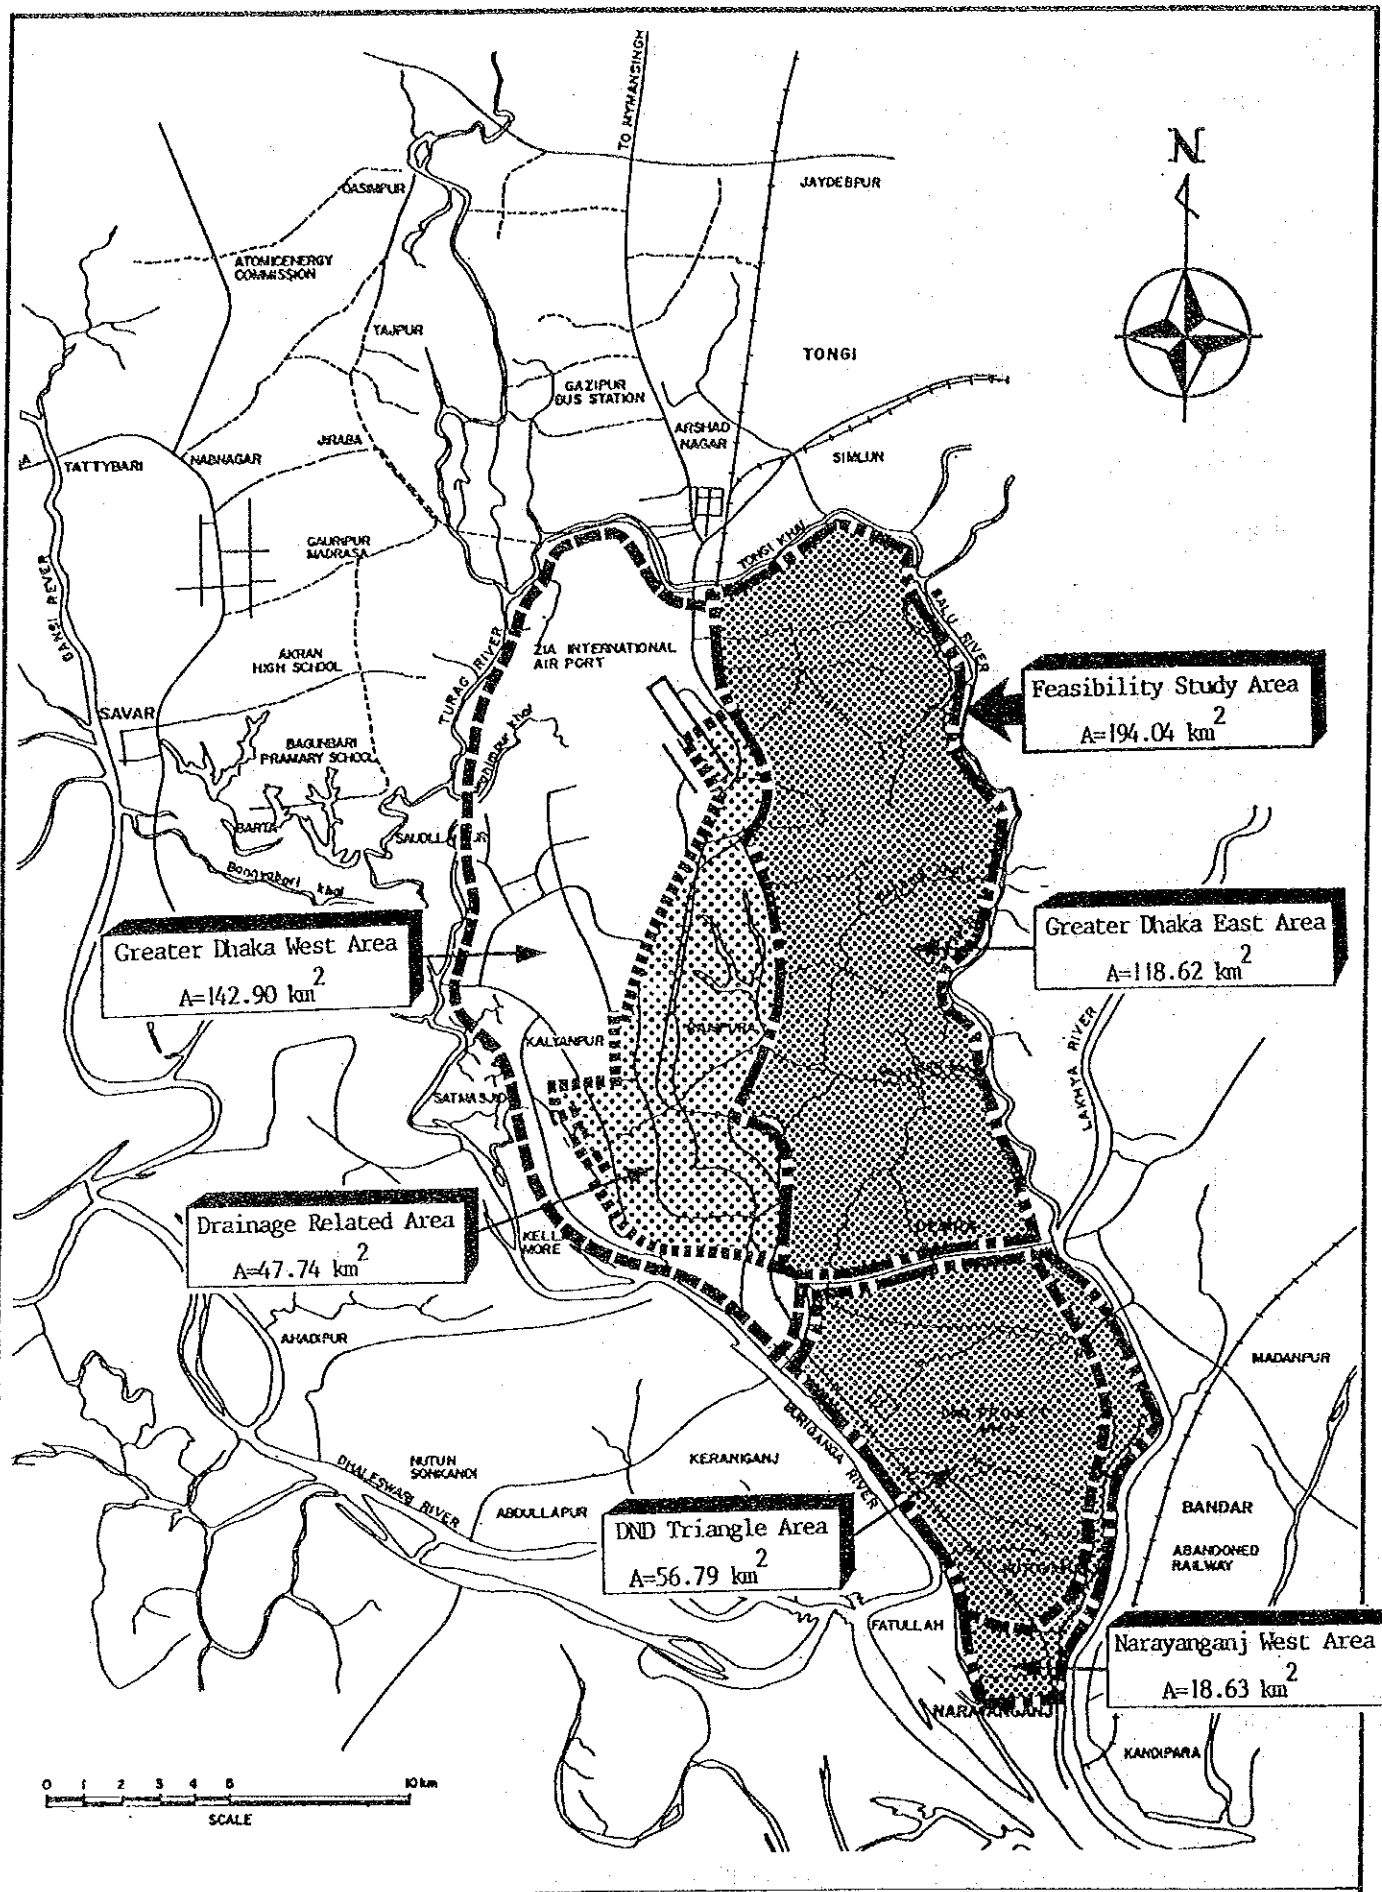 TO MYMANSINGH
N
JAYDEBPUR
QASIMPUR
ATOMICENERGY
COMMISSION
YAJPUR
TONGI
GAZIPUR
BUS STATION
ARSHAD
NAGAR
SIMLUN
JIRABA
TATTYBARI
NABNAGAR
GAURIPUR
MADRASA
TONGI KHAL
BANSI REVER
BALU RIVER
AKRAN
HIGH SCHOOL
ZIA INTERNATIONAL
AIR PORT
TURAG RIVER
Feasibility Study Area
A=194.04 km2
SAVAR
BAGUNBARI
PRAMARY SCHOOL
BARTA
Greater Dhaka West Area
A=142.90 km2
Greater Dhaka East Area
A=118.62 km2
KALYANPUR
LAKHYA RIVER
SATMASJID
Drainage Related Area
A=47.74 km2
KELL
MORE
DEMRA
AHADIPUR
MADANPUR
BURIGANGA RIVER
NUTUN
SONKANDI
KERANIGANJ
DHALESWARI RIVER
ABDULLAPUR
BANDAR
DND Triangle Area
A=56.79 km2
ABANDONED
RAILWAY
FATULLAH
Narayanganj West Area
A=18.63 km2
NARAYANGANJ
KANDIPARA
0 1 2 3 4 5 10 km
SCALE